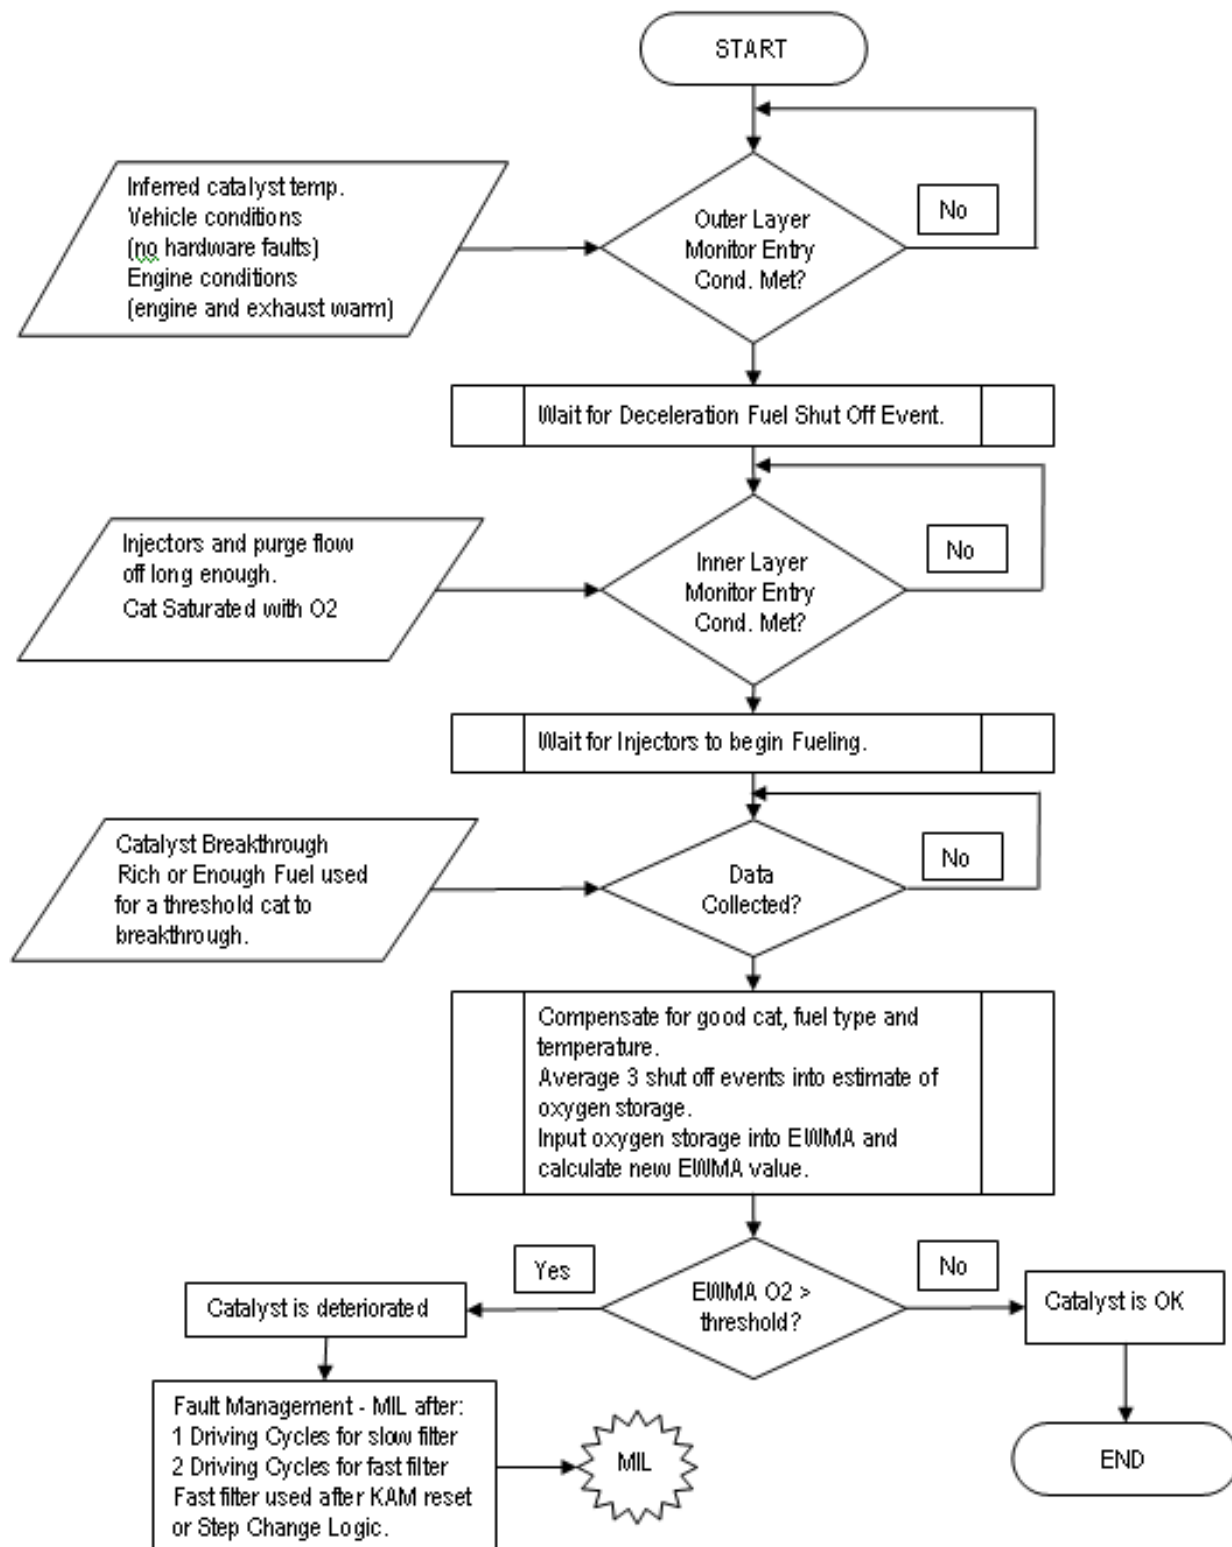 START
No
Inferred catalyst temp.
Vehicle conditions
(no hardware faults)
Engine conditions
(engine and exhaust warm)
Outer Layer
Monitor Entry
Cond. Met?
Wait for Deceleration Fuel Shut Off Event.
Injectors and purge flow
off long enough.
Cat Saturated with O2
Inner Layer
Monitor Entry
Cond. Met?
No
Wait for Injectors to begin Fueling.
Catalyst Breakthrough
Rich or Enough Fuel used
for a threshold cat to
breakthrough.
Data
Collected?
No
Compensate for good cat, fuel type and
temperature.
Average 3 shut off events into estimate of
oxygen storage.
Input oxygen storage into EWMA and
calculate new EWMA value.
Yes
No
EWMA O2 >
threshold?
Catalyst is deteriorated
Catalyst is OK
Fault Management - MIL after:
1 Driving Cycles for slow filter
2 Driving Cycles for fast filter
Fast filter used after KAM reset
or Step Change Logic.
MIL
END